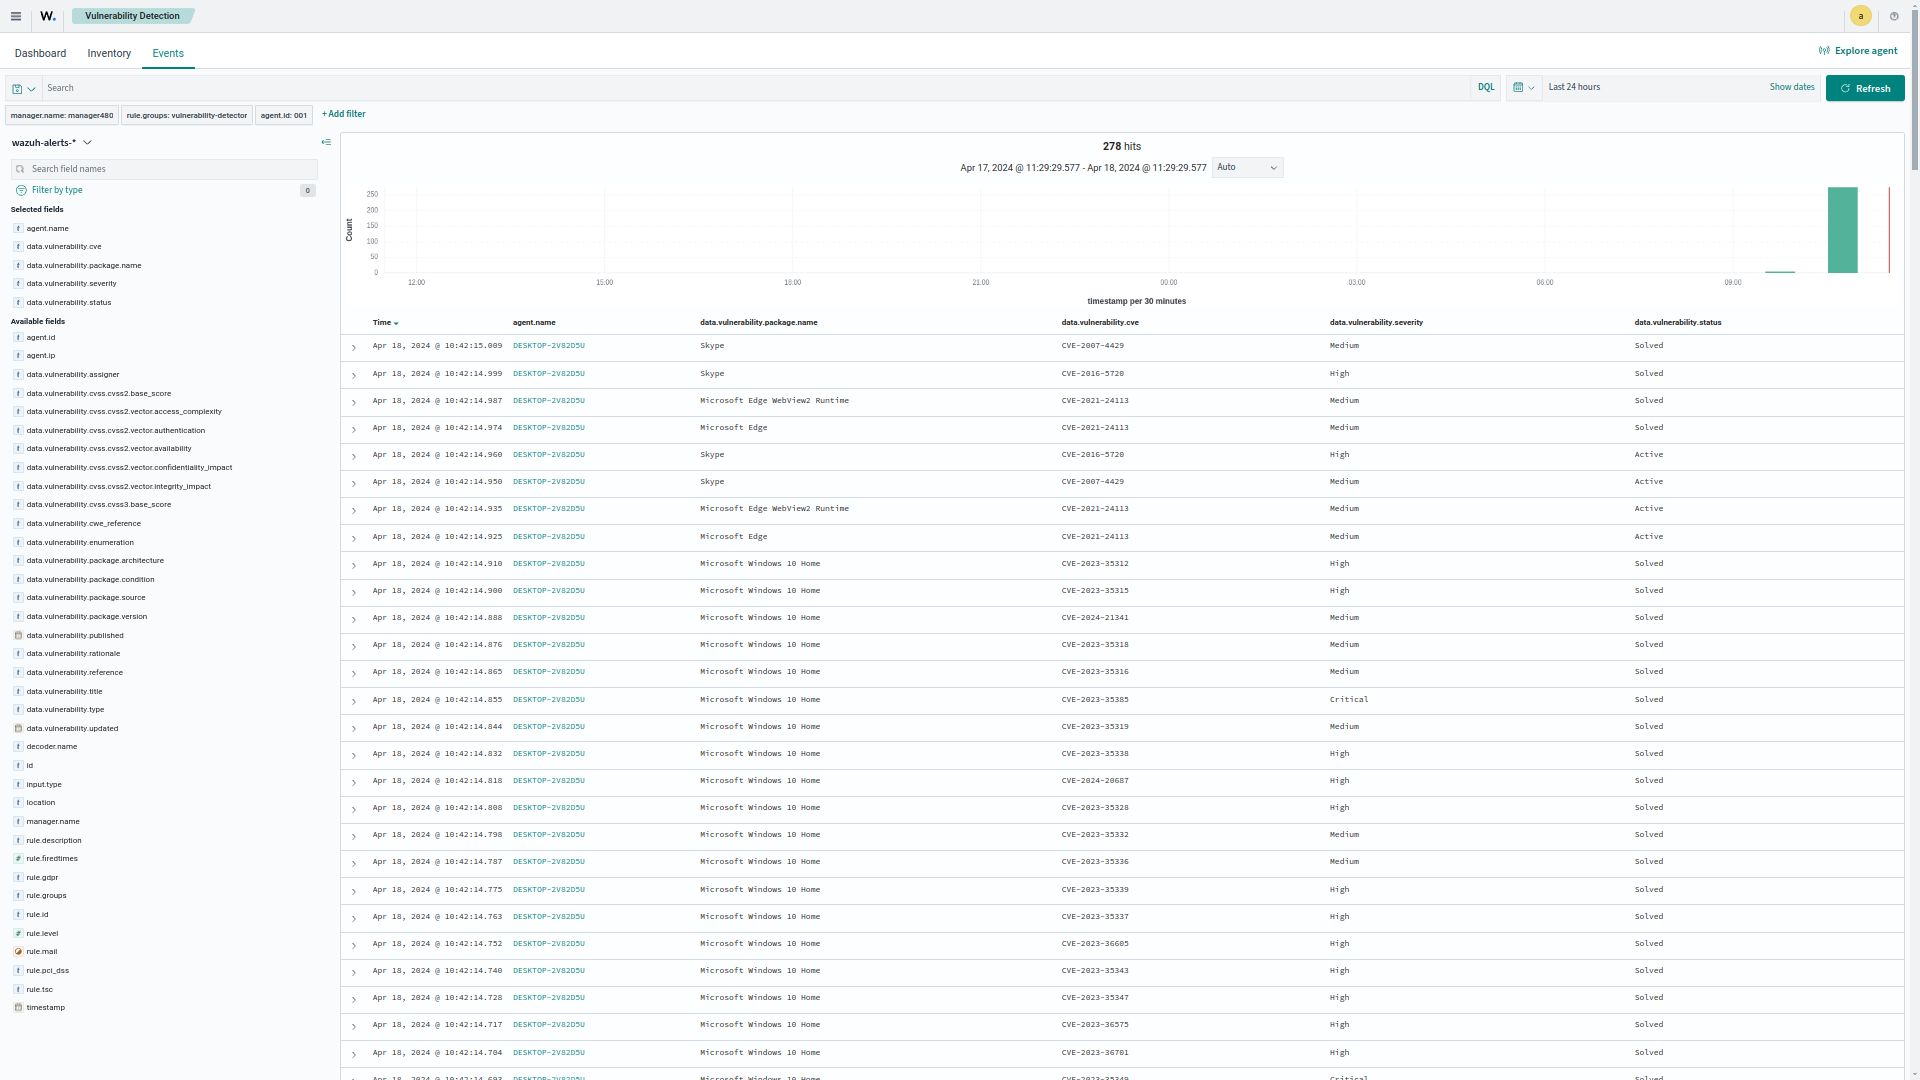 W. Vulnerability Detection a
Dashboard Inventory Events Explore agent
Search DQL Last 24 hours Show dates Refresh
manager.name: manager480 rule.groups: vulnerability-detector agent.id: 001 + Add filter
wazuh-alerts-*
Search field names
Filter by type 0
Selected fields
agent.name
data.vulnerability.cve
data.vulnerability.package.name
data.vulnerability.severity
data.vulnerability.status
Available fields
agent.id
agent.ip
data.vulnerability.assigner
data.vulnerability.cvss.cvss2.base_score
data.vulnerability.cvss.cvss2.vector.access_complexity
data.vulnerability.cvss.cvss2.vector.authentication
data.vulnerability.cvss.cvss2.vector.availability
data.vulnerability.cvss.cvss2.vector.confidentiality_impact
data.vulnerability.cvss.cvss2.vector.integrity_impact
data.vulnerability.cvss.cvss3.base_score
data.vulnerability.cwe_reference
data.vulnerability.enumeration
data.vulnerability.package.architecture
data.vulnerability.package.condition
data.vulnerability.package.source
data.vulnerability.package.version
data.vulnerability.published
data.vulnerability.rationale
data.vulnerability.reference
data.vulnerability.title
data.vulnerability.type
data.vulnerability.updated
decoder.name
id
input.type
location
manager.name
rule.description
rule.firedtimes
rule.gdpr
rule.groups
rule.id
rule.level
rule.mail
rule.pci_dss
rule.tsc
timestamp
278 hits
Apr 17, 2024 @ 11:29:29.577 - Apr 18, 2024 @ 11:29:29.577 Auto
Count
250
200
150
100
50
0
12:00 15:00 18:00 21:00 00:00 03:00 06:00 09:00
timestamp per 30 minutes
Time agent.name data.vulnerability.package.name data.vulnerability.cve data.vulnerability.severity data.vulnerability.status
Apr 18, 2024 @ 10:42:15.009 DESKTOP-2V82D5U Skype CVE-2007-4429 Medium Solved
Apr 18, 2024 @ 10:42:14.999 DESKTOP-2V82D5U Skype CVE-2016-5720 High Solved
Apr 18, 2024 @ 10:42:14.987 DESKTOP-2V82D5U Microsoft Edge WebView2 Runtime CVE-2021-24113 Medium Solved
Apr 18, 2024 @ 10:42:14.974 DESKTOP-2V82D5U Microsoft Edge CVE-2021-24113 Medium Solved
Apr 18, 2024 @ 10:42:14.960 DESKTOP-2V82D5U Skype CVE-2016-5720 High Active
Apr 18, 2024 @ 10:42:14.950 DESKTOP-2V82D5U Skype CVE-2007-4429 Medium Active
Apr 18, 2024 @ 10:42:14.935 DESKTOP-2V82D5U Microsoft Edge WebView2 Runtime CVE-2021-24113 Medium Active
Apr 18, 2024 @ 10:42:14.925 DESKTOP-2V82D5U Microsoft Edge CVE-2021-24113 Medium Active
Apr 18, 2024 @ 10:42:14.910 DESKTOP-2V82D5U Microsoft Windows 10 Home CVE-2023-35312 High Solved
Apr 18, 2024 @ 10:42:14.900 DESKTOP-2V82D5U Microsoft Windows 10 Home CVE-2023-35315 High Solved
Apr 18, 2024 @ 10:42:14.888 DESKTOP-2V82D5U Microsoft Windows 10 Home CVE-2024-21341 Medium Solved
Apr 18, 2024 @ 10:42:14.876 DESKTOP-2V82D5U Microsoft Windows 10 Home CVE-2023-35318 Medium Solved
Apr 18, 2024 @ 10:42:14.865 DESKTOP-2V82D5U Microsoft Windows 10 Home CVE-2023-35316 Medium Solved
Apr 18, 2024 @ 10:42:14.855 DESKTOP-2V82D5U Microsoft Windows 10 Home CVE-2023-35385 Critical Solved
Apr 18, 2024 @ 10:42:14.844 DESKTOP-2V82D5U Microsoft Windows 10 Home CVE-2023-35319 Medium Solved
Apr 18, 2024 @ 10:42:14.832 DESKTOP-2V82D5U Microsoft Windows 10 Home CVE-2023-35338 High Solved
Apr 18, 2024 @ 10:42:14.818 DESKTOP-2V82D5U Microsoft Windows 10 Home CVE-2024-20687 High Solved
Apr 18, 2024 @ 10:42:14.808 DESKTOP-2V82D5U Microsoft Windows 10 Home CVE-2023-35328 High Solved
Apr 18, 2024 @ 10:42:14.798 DESKTOP-2V82D5U Microsoft Windows 10 Home CVE-2023-35332 Medium Solved
Apr 18, 2024 @ 10:42:14.787 DESKTOP-2V82D5U Microsoft Windows 10 Home CVE-2023-35336 Medium Solved
Apr 18, 2024 @ 10:42:14.775 DESKTOP-2V82D5U Microsoft Windows 10 Home CVE-2023-35339 High Solved
Apr 18, 2024 @ 10:42:14.763 DESKTOP-2V82D5U Microsoft Windows 10 Home CVE-2023-35337 High Solved
Apr 18, 2024 @ 10:42:14.752 DESKTOP-2V82D5U Microsoft Windows 10 Home CVE-2023-36605 High Solved
Apr 18, 2024 @ 10:42:14.740 DESKTOP-2V82D5U Microsoft Windows 10 Home CVE-2023-35343 High Solved
Apr 18, 2024 @ 10:42:14.728 DESKTOP-2V82D5U Microsoft Windows 10 Home CVE-2023-35347 High Solved
Apr 18, 2024 @ 10:42:14.717 DESKTOP-2V82D5U Microsoft Windows 10 Home CVE-2023-36575 High Solved
Apr 18, 2024 @ 10:42:14.704 DESKTOP-2V82D5U Microsoft Windows 10 Home CVE-2023-36701 High Solved